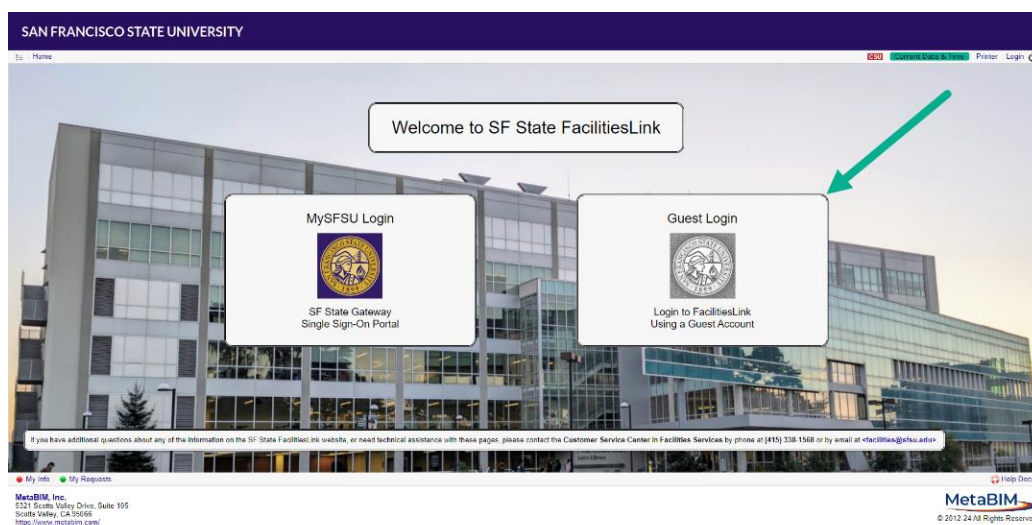 SAN FRANCISCO STATE UNIVERSITY
Home
CSU Current Date & Time Printer Login
Welcome to SF State FacilitiesLink
MySFSU Login
SF State Gateway
Single Sign-On Portal
Guest Login
Login to FacilitiesLink
Using a Guest Account
If you have additional questions about any of the information on the SF State FacilitiesLink website, or need technical assistance with these pages, please contact the Customer Service Center in Facilities Services by phone at (415) 338-1568 or by email at <facilities@sfsu.edu>
My Info My Requests
Help Doc
MetaBIM, Inc.
5321 Scotts Valley Drive, Suite 105
Scotts Valley, CA 95066
https://www.metabim.com/
MetaBIM
© 2012-24 All Rights Reserve